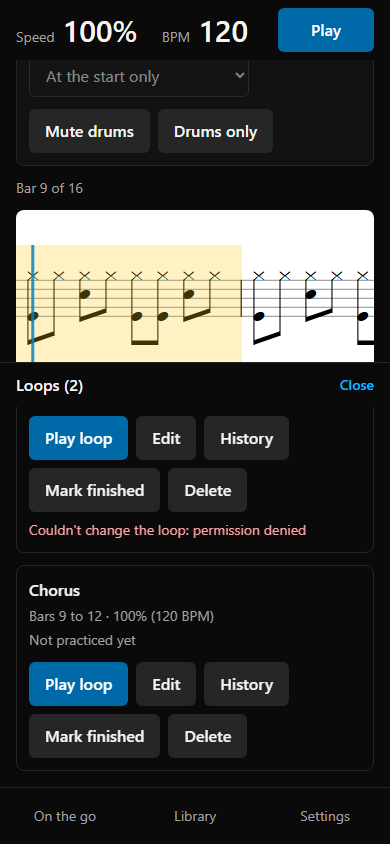 Speed 100% BPM 120 Play
At the start only
Mute drums Drums only
Bar 9 of 16
Loops (2) Close
Play loop Edit History
Mark finished Delete
Couldn't change the loop: permission denied
Chorus
Bars 9 to 12 · 100% (120 BPM)
Not practiced yet
Play loop Edit History
Mark finished Delete
On the go Library Settings